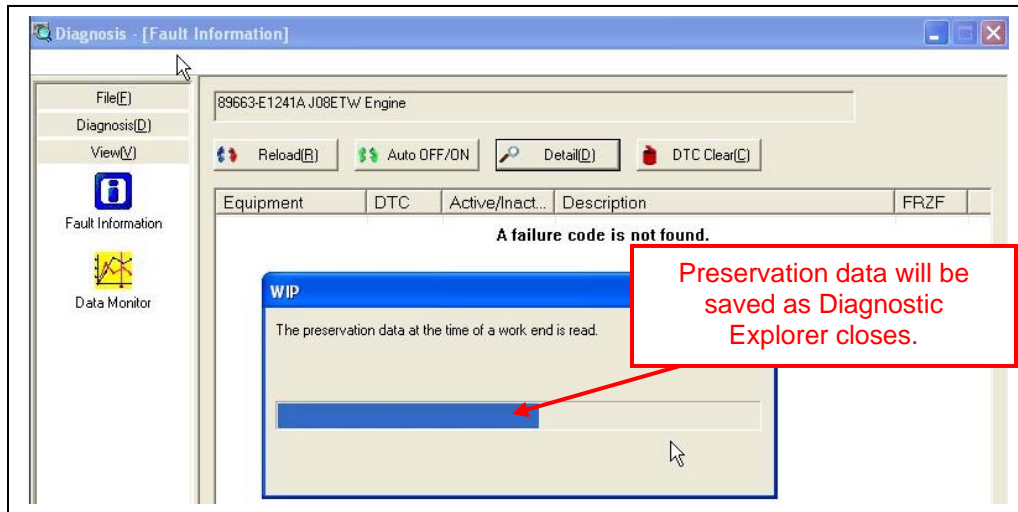 Diagnosis - [Fault Information]
File(F)
Diagnosis(D)
View(V)
Fault Information
Data Monitor
89663-E1241A J08ETW Engine
Reload(R)
Auto OFF/ON
Detail(D)
DTC Clear(C)
Equipment DTC Active/Inact... Description FRZF
A failure code is not found.
WIP
The preservation data at the time of a work end is read.
Preservation data will be
saved as Diagnostic
Explorer closes.